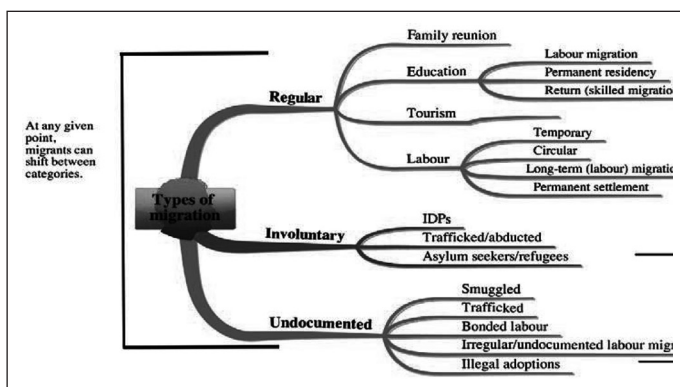 Family reunion
Labour migration
Education
Permanent residency
Return (skilled migratio
Regular
Tourism
Temporary
Circular
Labour
Long-term (labour) migratio
Permanent settlement
At any given
point,
migrants can
shift between
categories.
Types of
migration
IDPs
Involuntary
Trafficked/abducted
Asylum seekers/refugees
Smuggled
Trafficked
Undocumented
Bonded labour
Irregular/undocumented labour migr
Illegal adoptions